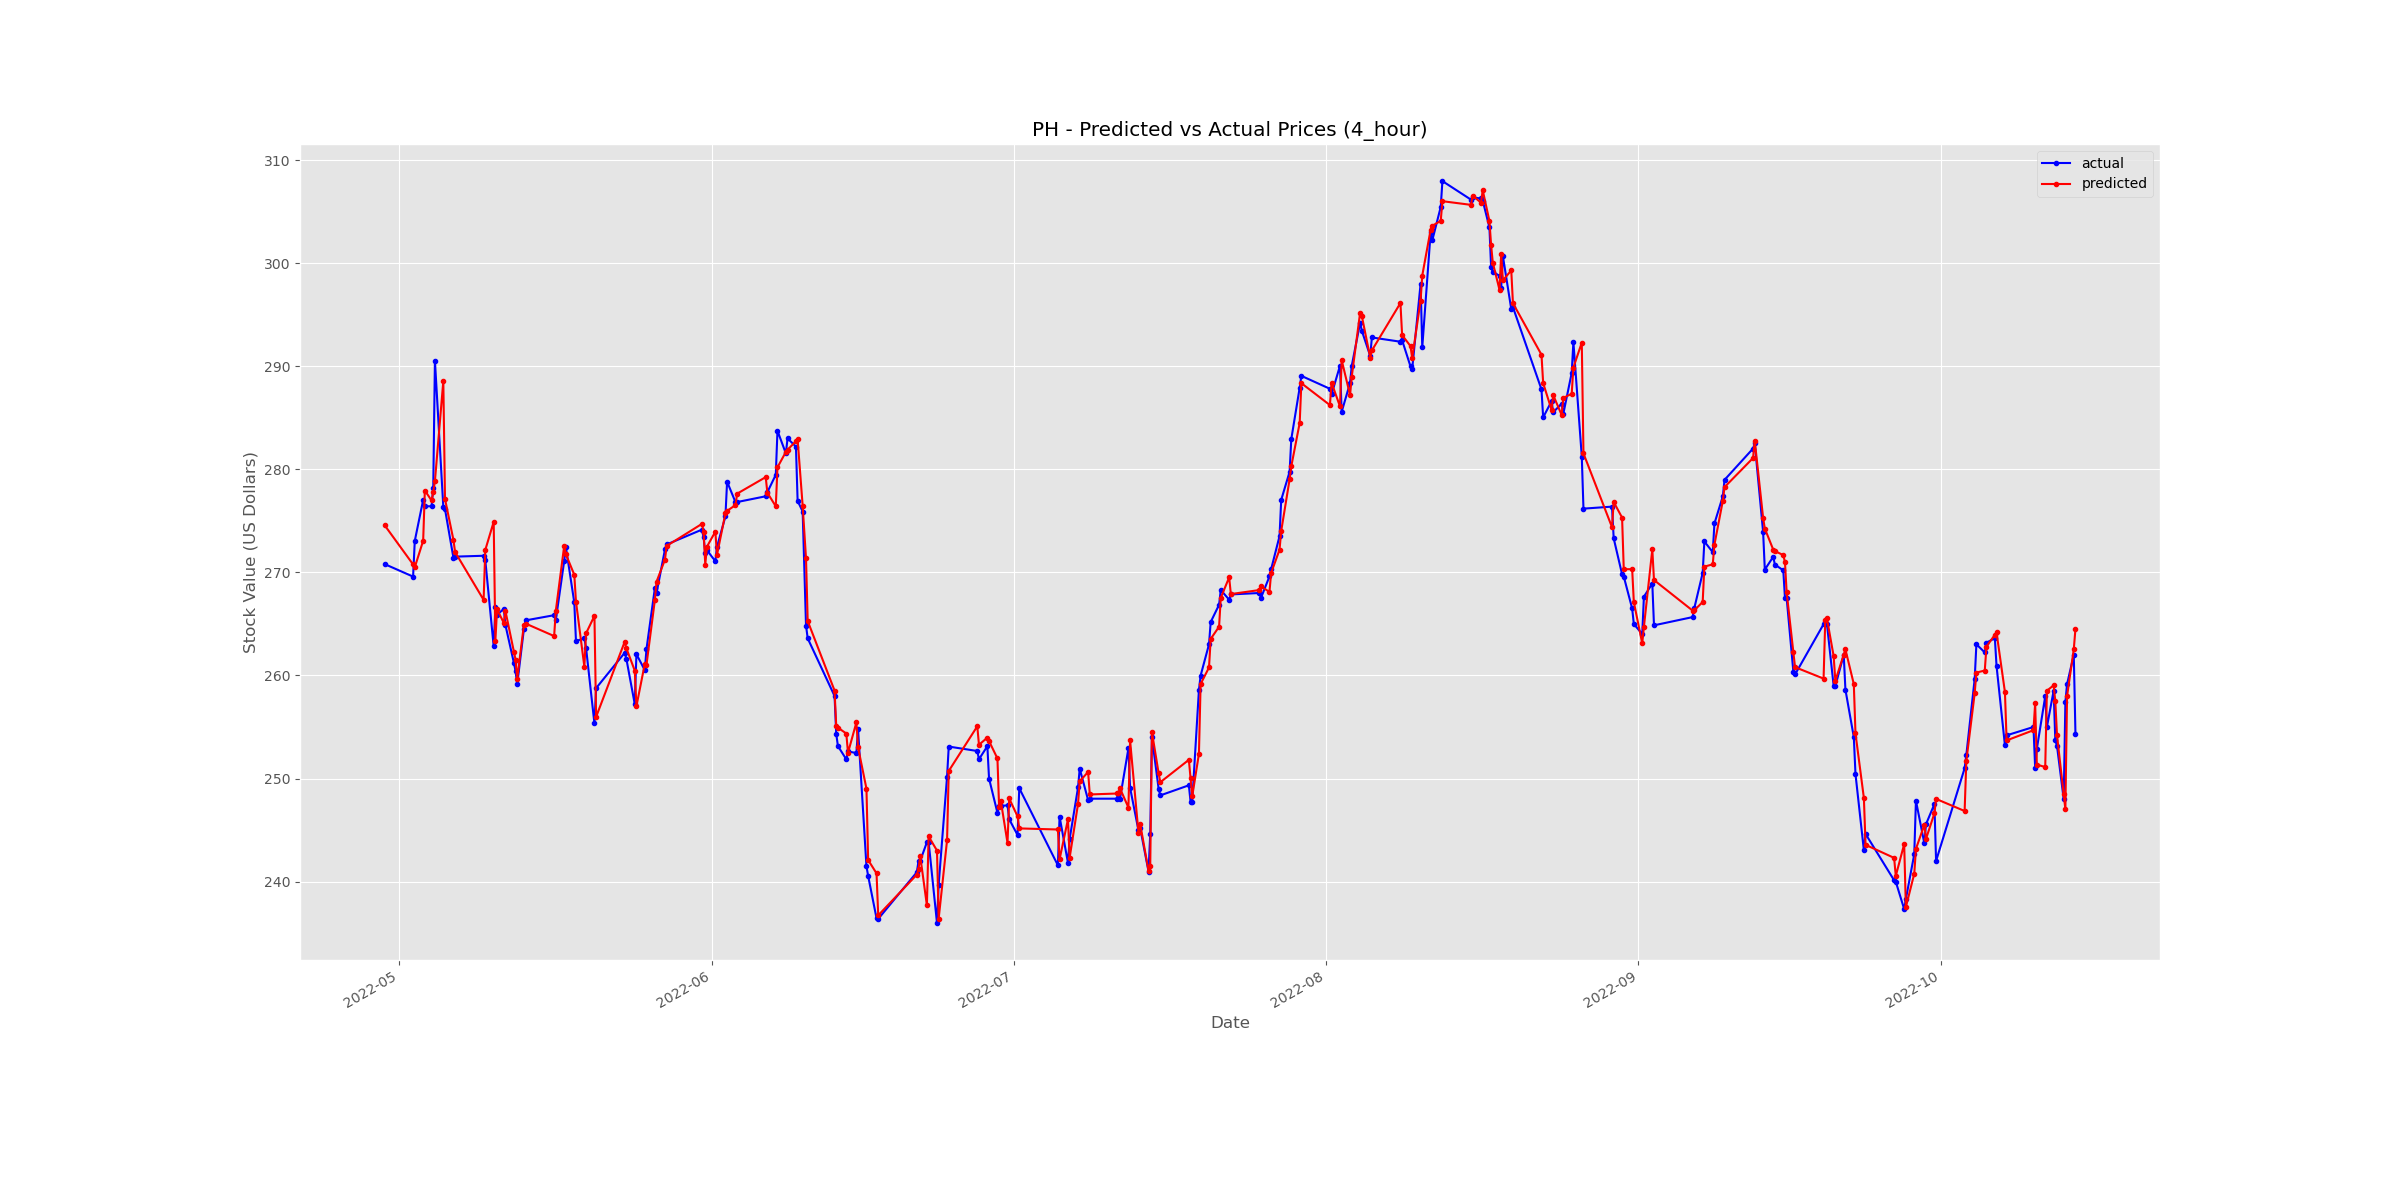 PH - Predicted vs Actual Prices (4_hour)
actual
predicted
Stock Value (US Dollars)
310
300
290
280
270
260
250
240
2022-05
2022-06
2022-07
2022-08
2022-09
2022-10
Date